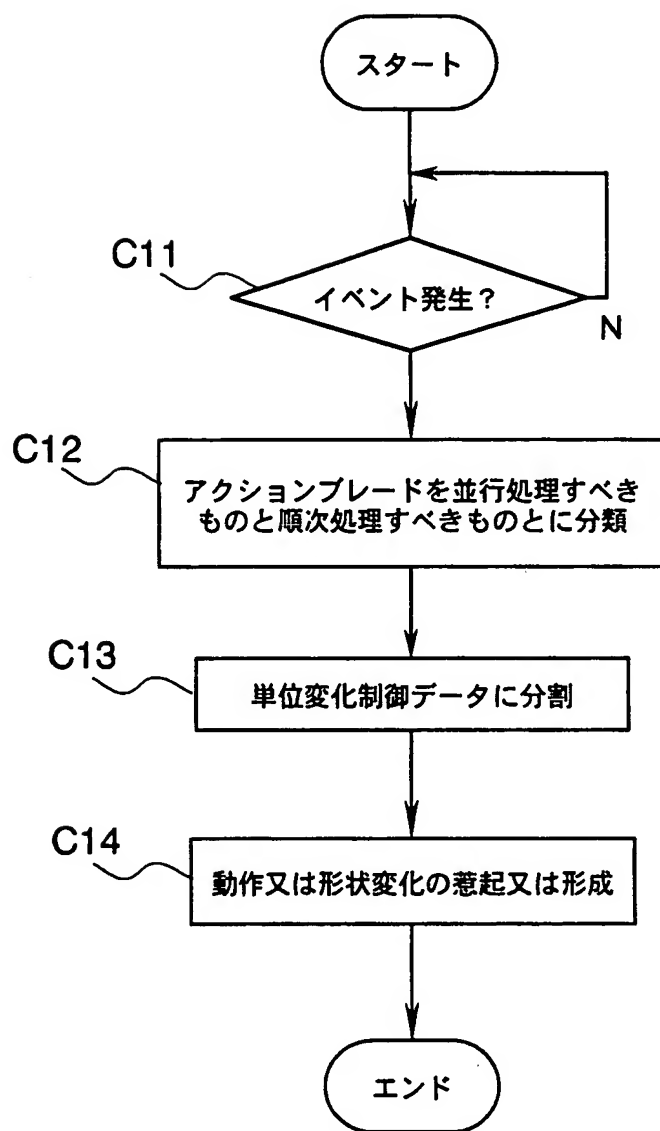 スタート
C11
イベント発生？
N
C12
アクションブレードを並行処理すべき
ものと順次処理すべきものとに分類
C13
単位変化制御データに分割
C14
動作又は形状変化の惹起又は形成
エンド